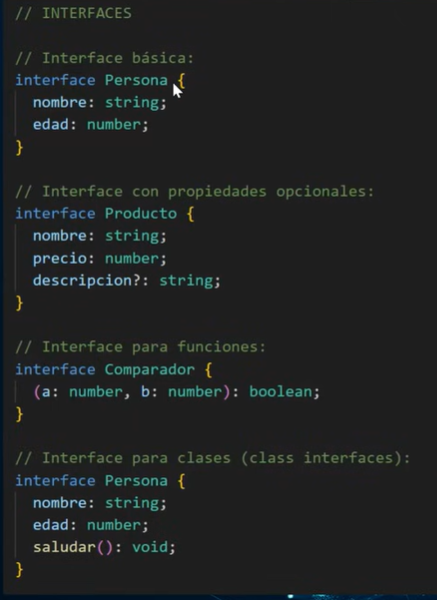 // INTERFACES
// Interface básica:
interface Persona {
nombre: string;
edad: number;
}
// Interface con propiedades opcionales:
interface Producto {
nombre: string;
precio: number;
descripcion?: string;
}
// Interface para funciones:
interface Comparador {
(a: number, b: number): boolean;
}
// Interface para clases (class interfaces):
interface Persona {
nombre: string;
edad: number;
saludar(): void;
}